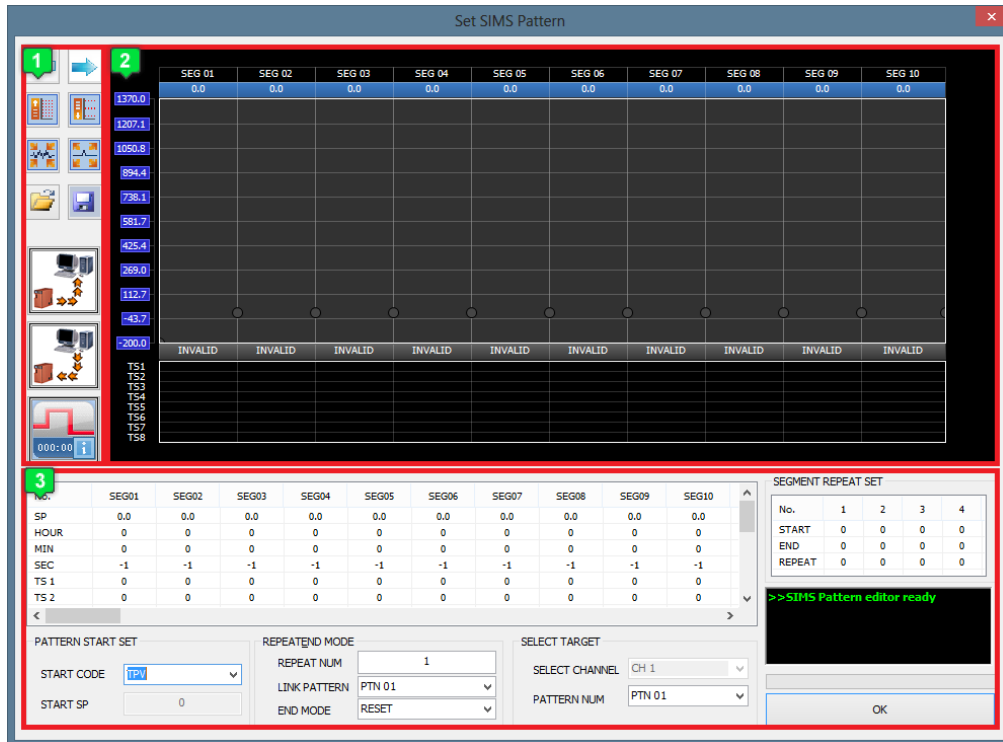 Set SIMS Pattern
1
2
SEG 01 SEG 02 SEG 03 SEG 04 SEG 05 SEG 06 SEG 07 SEG 08 SEG 09 SEG 10
0.0 0.0 0.0 0.0 0.0 0.0 0.0 0.0 0.0 0.0
1370.0
1207.1
1050.8
894.4
738.1
581.7
425.4
269.0
112.7
-43.7
-200.0
INVALID INVALID INVALID INVALID INVALID INVALID INVALID INVALID INVALID INVALID
TS1
TS2
TS3
TS4
TS5
TS6
TS7
TS8
000:00 i
3
No. SEG01 SEG02 SEG03 SEG04 SEG05 SEG06 SEG07 SEG08 SEG09 SEG10
SP 0.0 0.0 0.0 0.0 0.0 0.0 0.0 0.0 0.0 0.0
HOUR 0 0 0 0 0 0 0 0 0 0
MIN 0 0 0 0 0 0 0 0 0 0
SEC -1 -1 -1 -1 -1 -1 -1 -1 -1 -1
TS 1 0 0 0 0 0 0 0 0 0 0
TS 2 0 0 0 0 0 0 0 0 0 0
SEGMENT REPEAT SET
No. 1 2 3 4
START 0 0 0 0
END 0 0 0 0
REPEAT 0 0 0 0
>>SIMS Pattern editor ready
PATTERN START SET
START CODE TPV
START SP 0
REPEATEND MODE
REPEAT NUM 1
LINK PATTERN PTN 01
END MODE RESET
SELECT TARGET
SELECT CHANNEL CH 1
PATTERN NUM PTN 01
OK